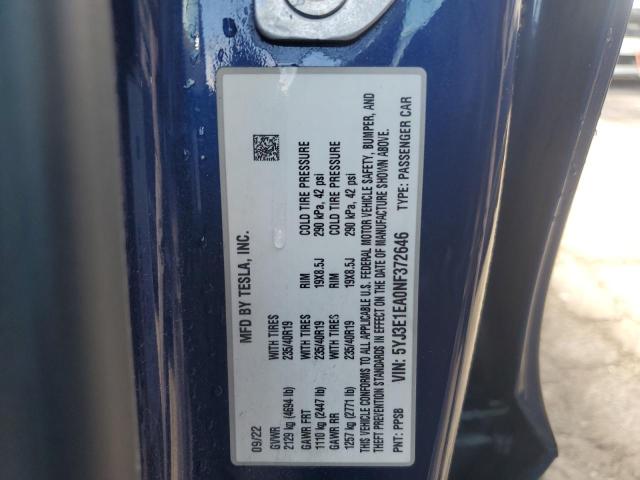 MFD BY TESLA, INC.
09/22
GVWR WITH TIRES RIM COLD TIRE PRESSURE
2129 kg (4694 lb) 235/40R19 19X8.5J 290 kPa, 42 psi
GAWR FRT WITH TIRES RIM COLD TIRE PRESSURE
1110 kg (2447 lb) 235/40R19 19X8.5J 290 kPa, 42 psi
GAWR RR WITH TIRES
1257 kg (2771 lb) 235/40R19
THIS VEHICLE CONFORMS TO ALL APPLICABLE U.S. FEDERAL MOTOR VEHICLE SAFETY, BUMPER, AND
THEFT PREVENTION STANDARDS IN EFFECT ON THE DATE OF MANUFACTURE SHOWN ABOVE.
PNT: PPSB VIN: 5YJ3E1EA0NF372646 TYPE: PASSENGER CAR